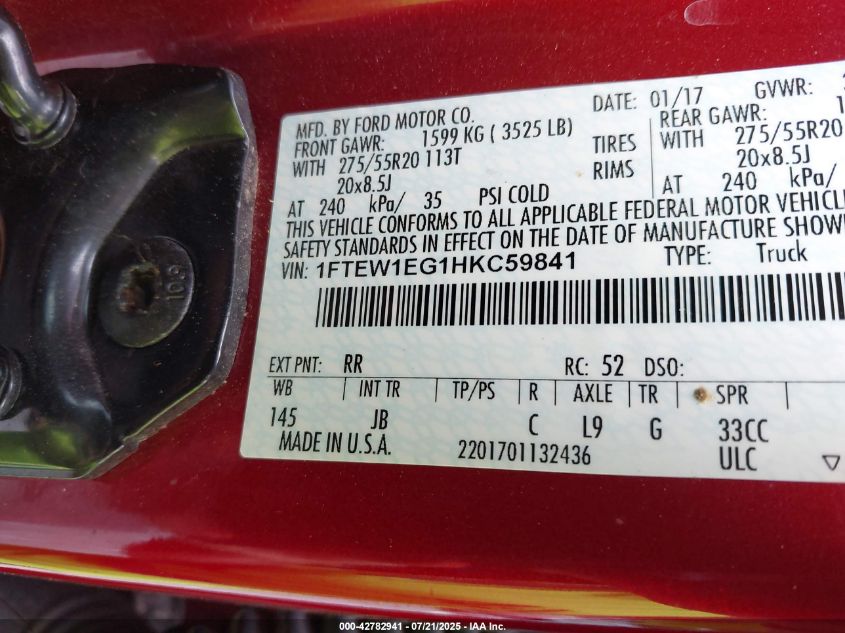 MFD. BY FORD MOTOR CO.
DATE: 01/17 GVWR:
FRONT GAWR: 1599 KG ( 3525 LB)
REAR GAWR:
WITH 275/55R20 113T TIRES WITH 275/55R20
20x8.5J RIMS 20x8.5J
AT 240 kPa/ 35 PSI COLD AT 240 kPa/
THIS VEHICLE CONFORMS TO ALL APPLICABLE FEDERAL MOTOR VEHICLE
SAFETY STANDARDS IN EFFECT ON THE DATE OF MANUFACTURE SHOW
VIN: 1FTEW1EG1HKC59841 TYPE: Truck
EXT PNT: RR RC: 52 DSO:
WB INT TR TP/PS R AXLE TR SPR
145 JB C L9 G 33CC
MADE IN U.S.A. 2201701132436 ULC
109
000-42782941 / 07/21/2025 / IAA Inc.